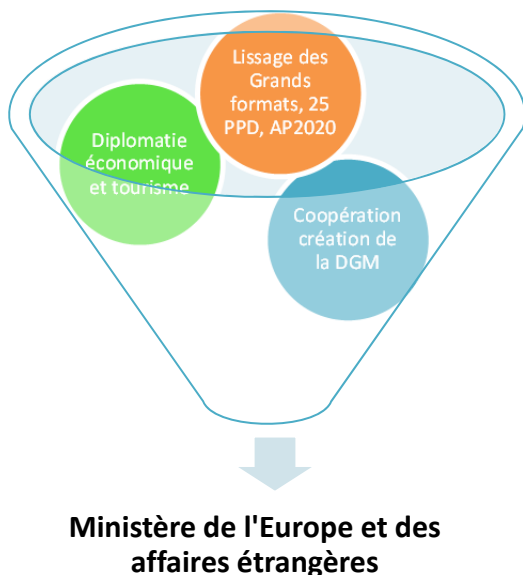 Lissage des
Grands
formats, 25
PPD, AP2020
Diplomatie
économique
et tourisme
Coopération
création de
la DGM
Ministère de l'Europe et des
affaires étrangères